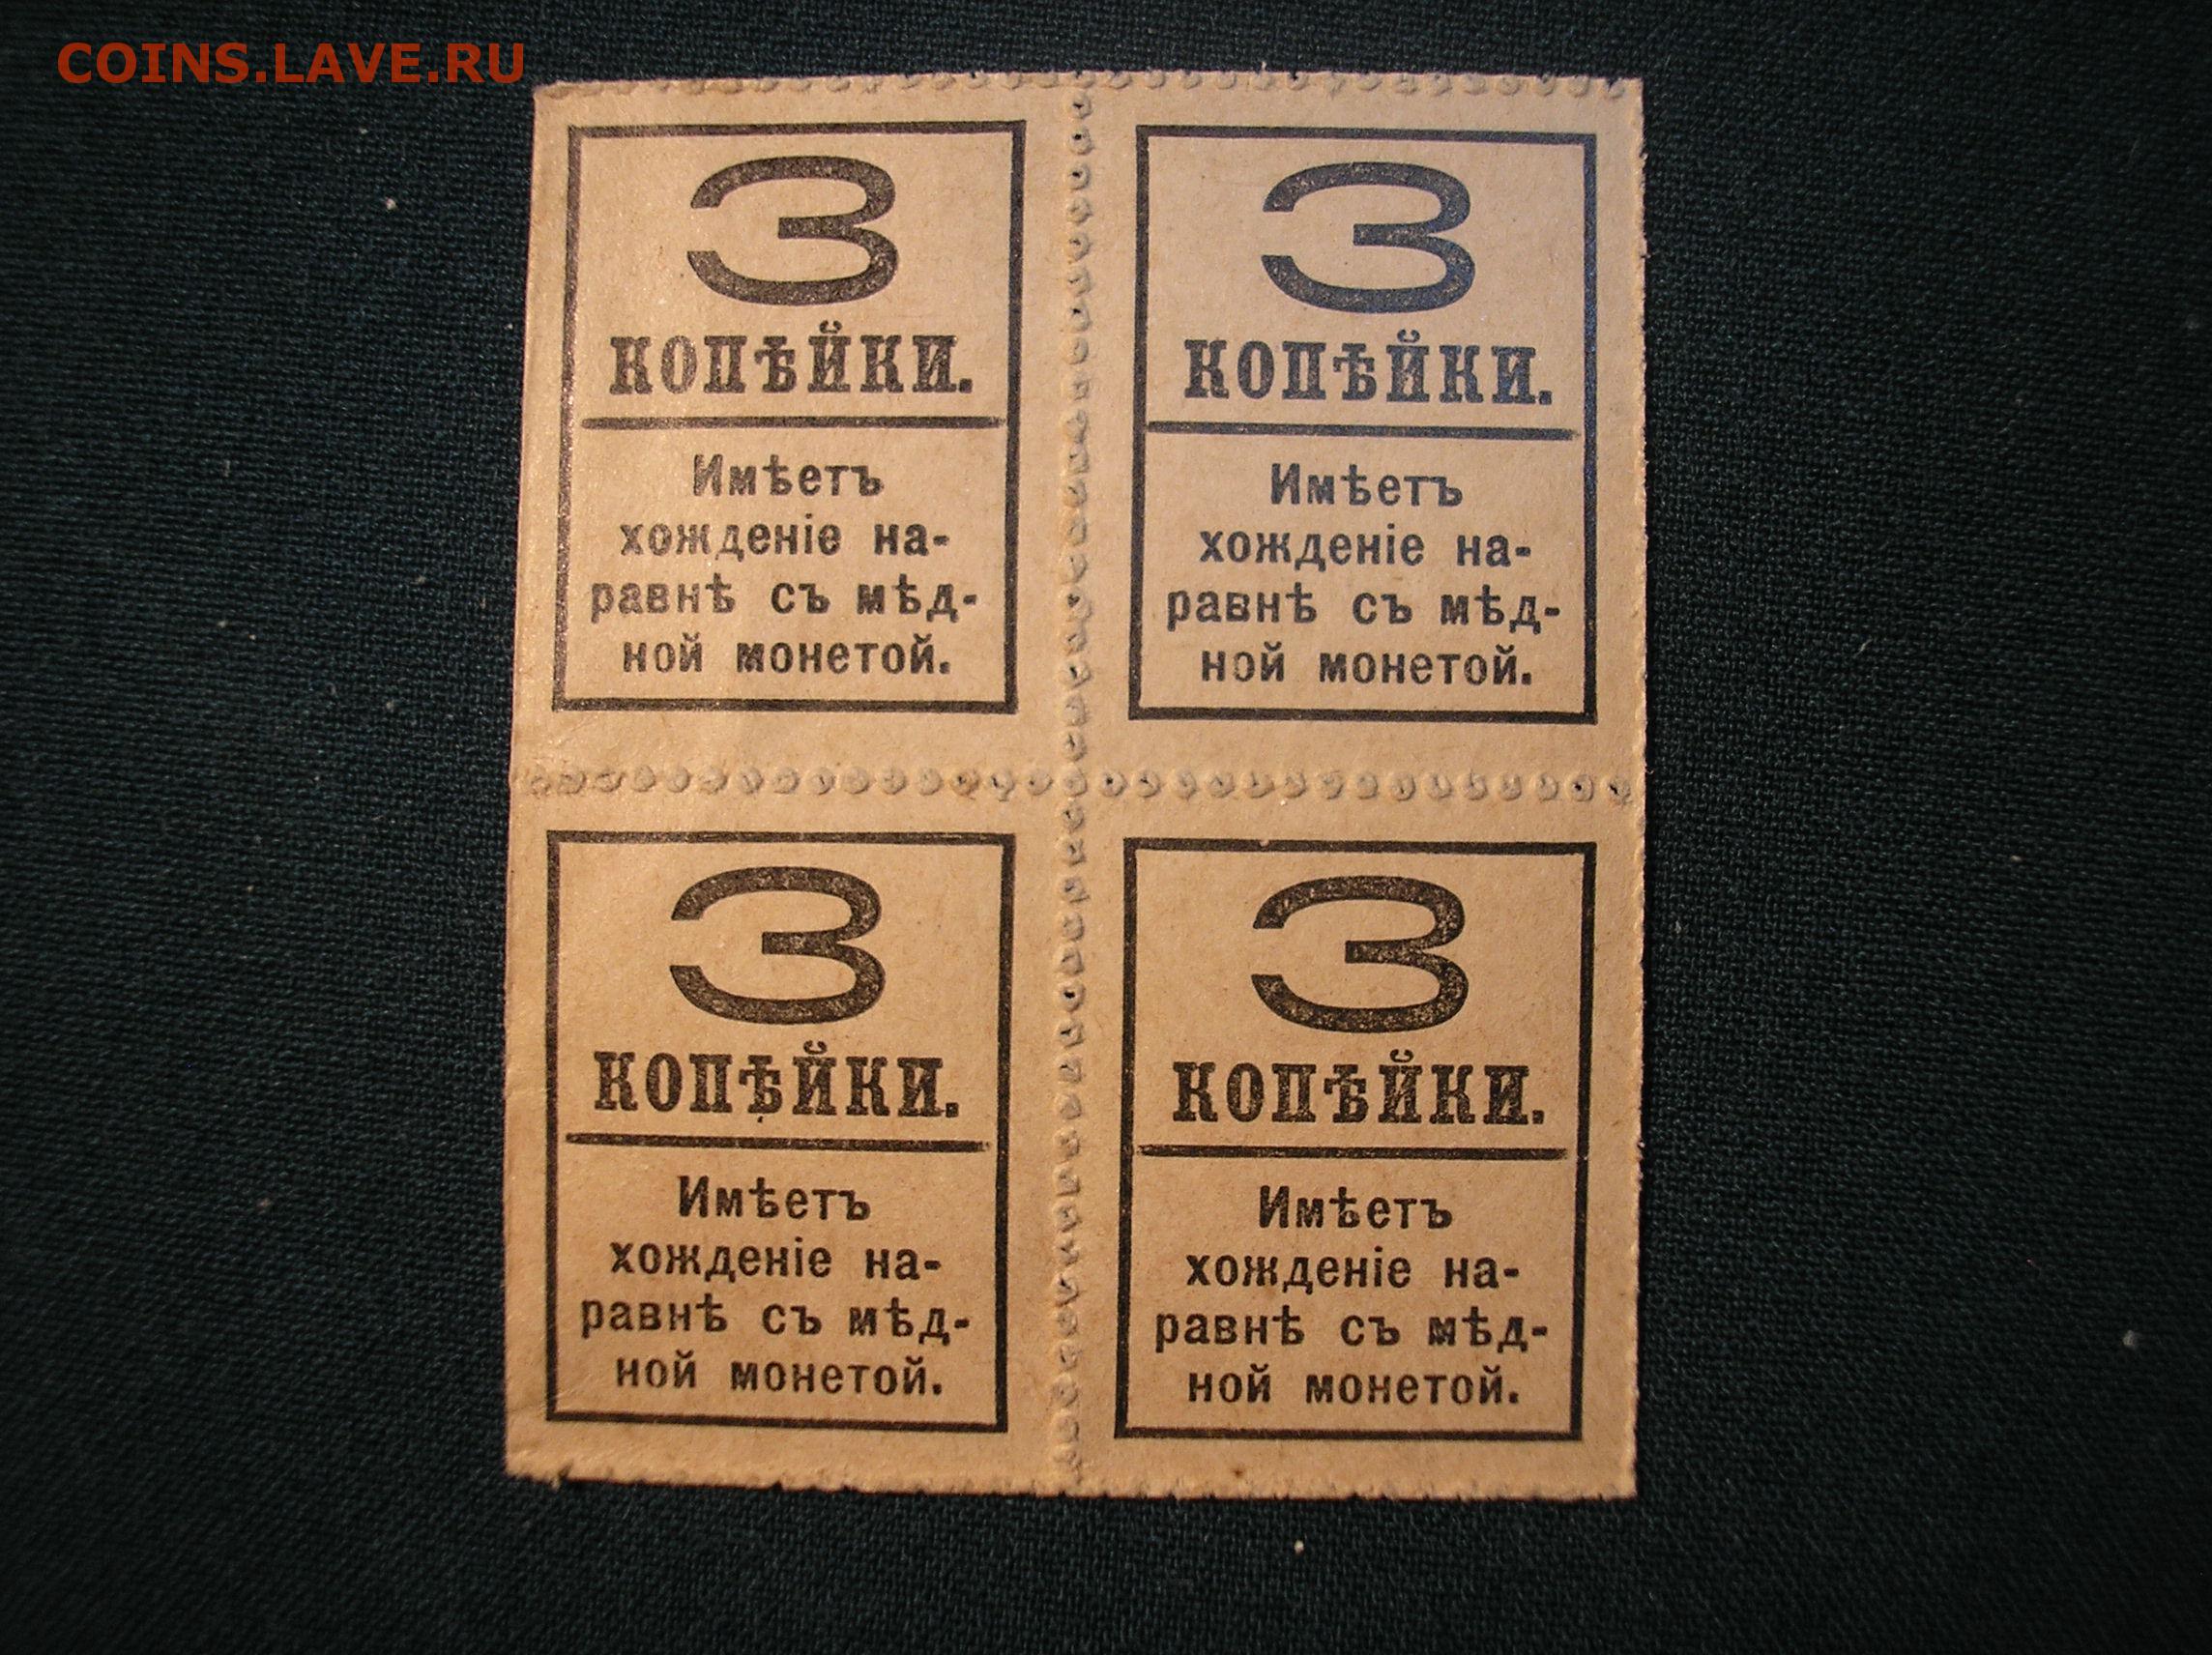 COINS.LAVE.RU
3
КОПѢЙКИ.
Имѣетъ
хожденіе на-
равнѣ съ мѣд-
ной монетой.
3
КОПѢЙКИ.
Имѣетъ
хожденіе на-
равнѣ съ мѣд-
ной монетой.
3
КОПѢЙКИ.
Имѣетъ
хожденіе на-
равнѣ съ мѣд-
ной монетой.
3
КОПѢЙКИ.
Имѣетъ
хожденіе на-
равнѣ съ мѣд-
ной монетой.